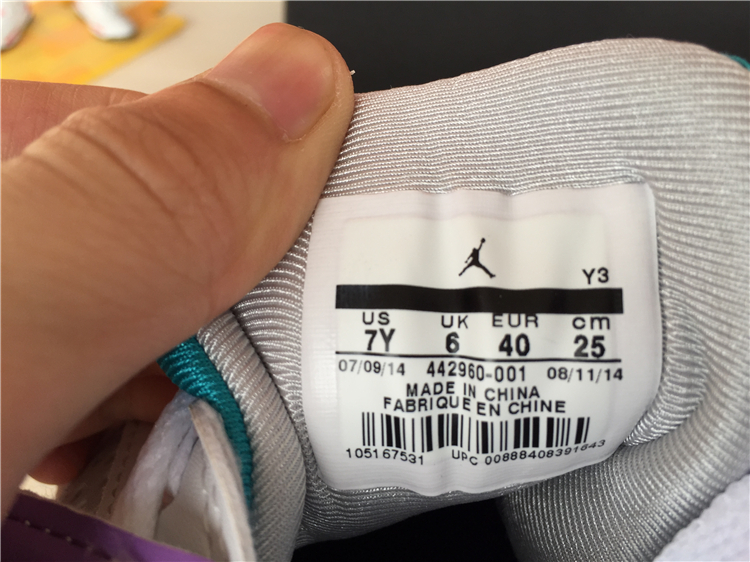 Y3
US UK EUR cm
7Y 6 40 25
07/09/14 442960-001 08/11/14
MADE IN CHINA
FABRIQUE EN CHINE
105167531 UPC 00888408391643